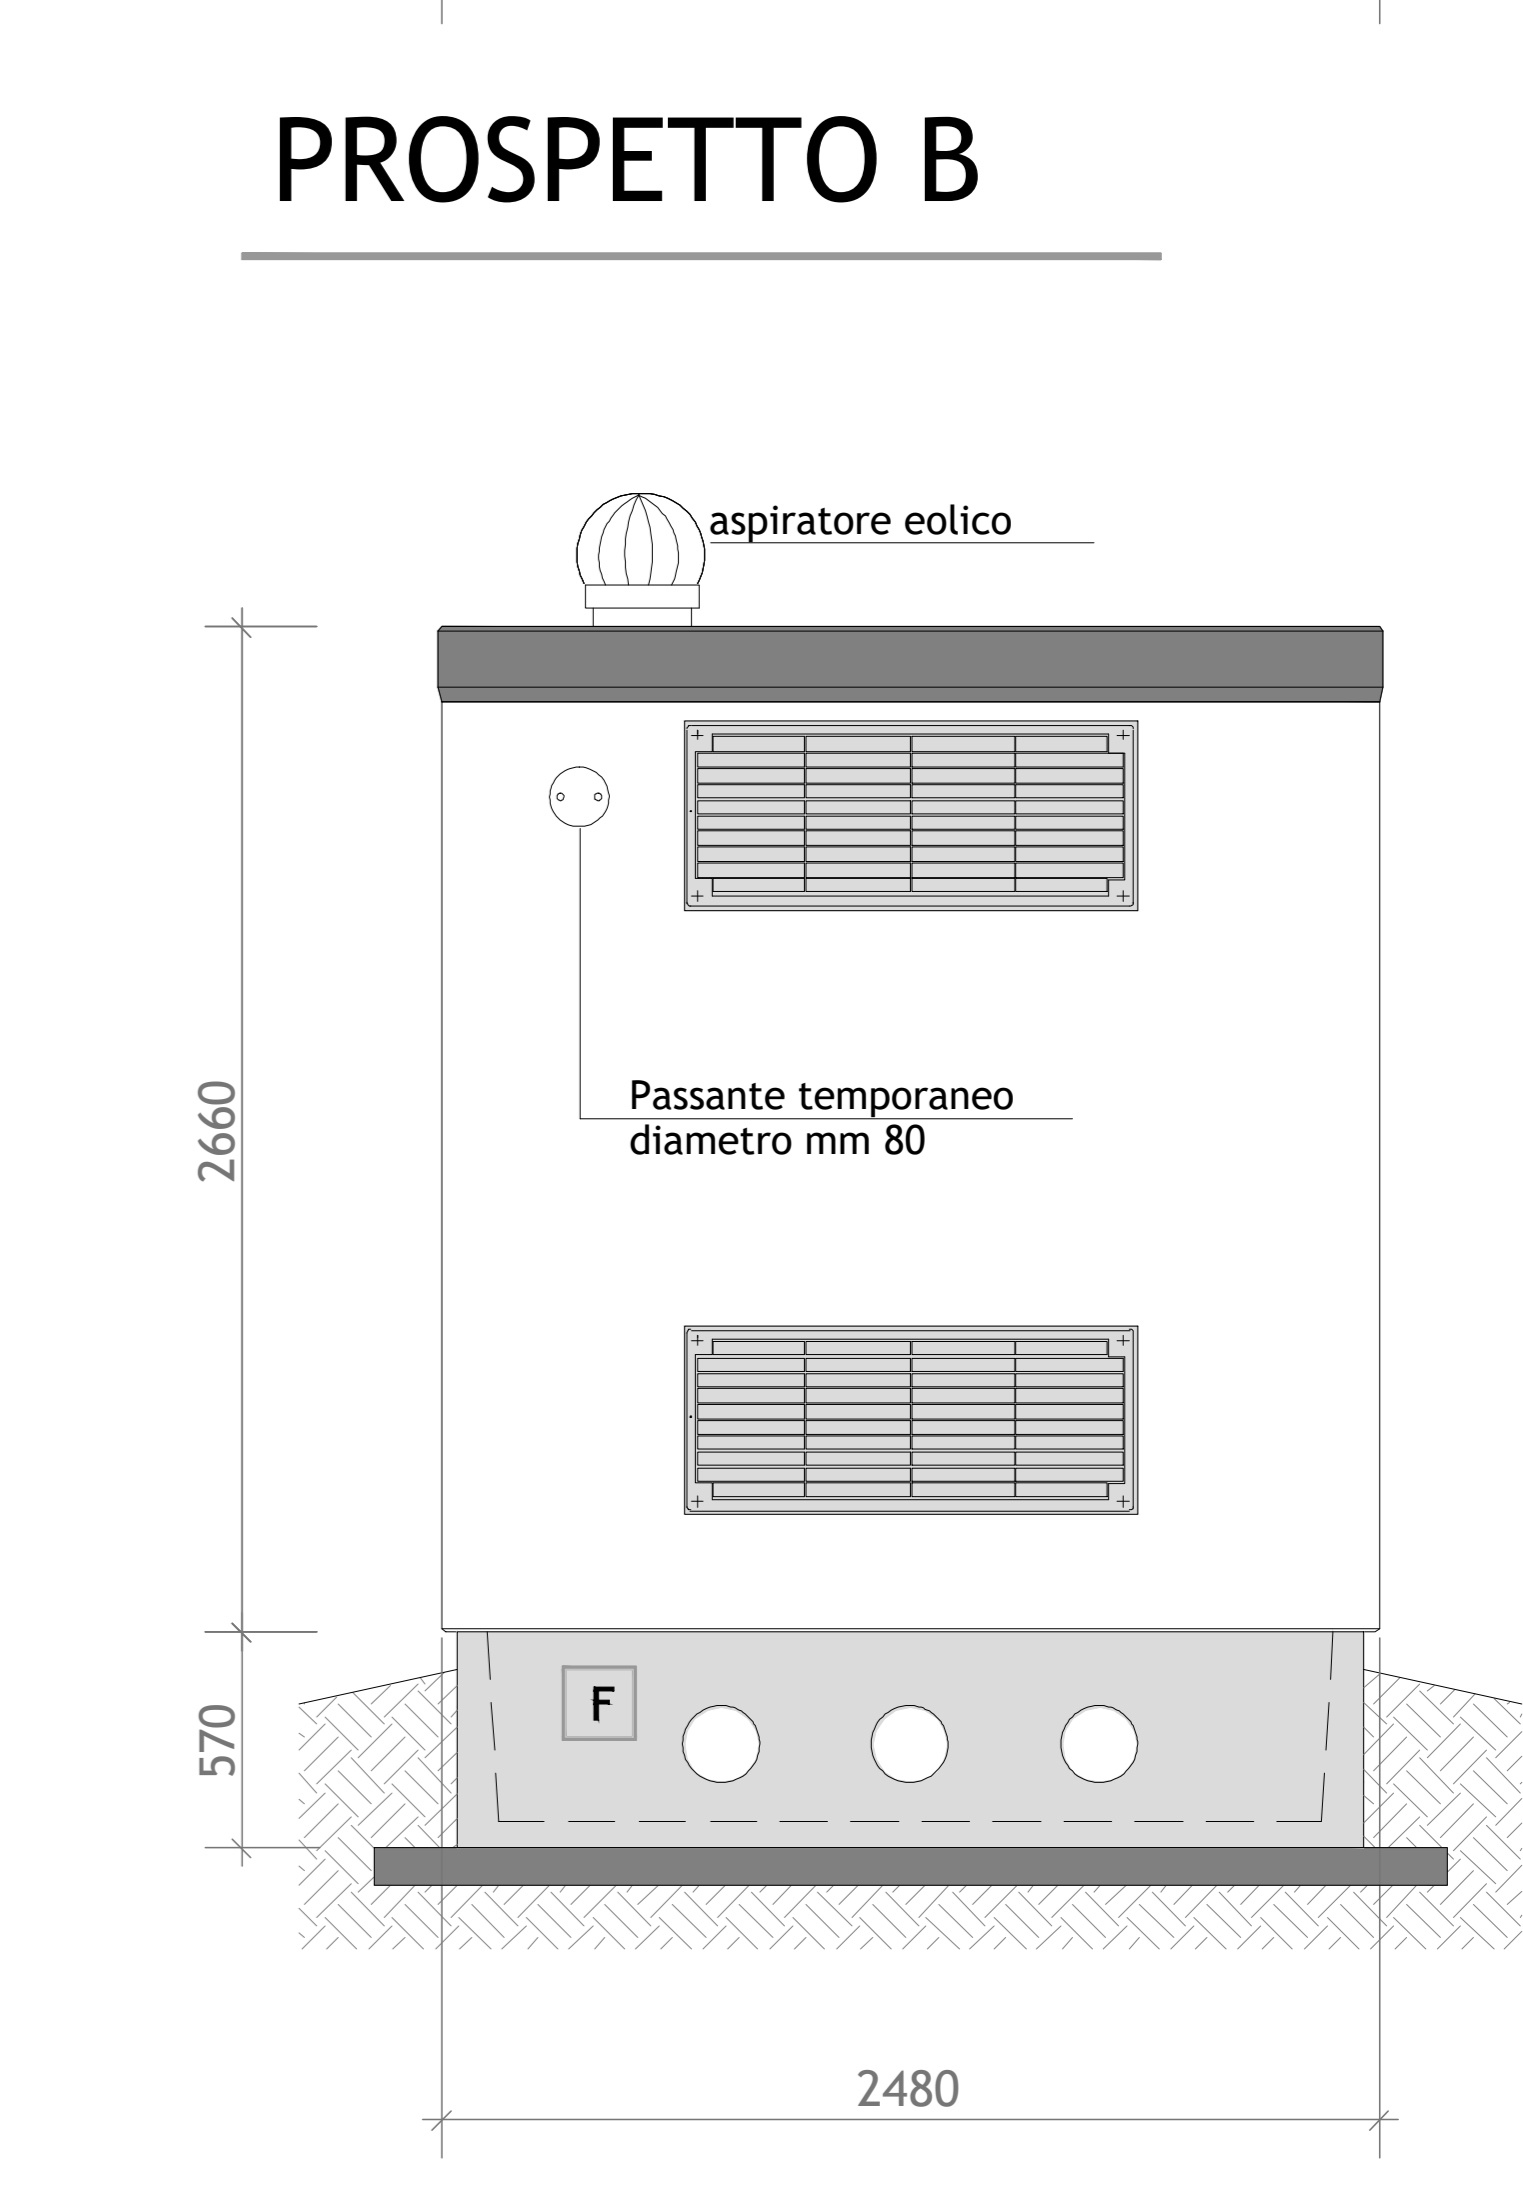 PROSPETTO B
aspiratore eolico
2660
Passante temporaneo
diametro mm 80
F
570
2480